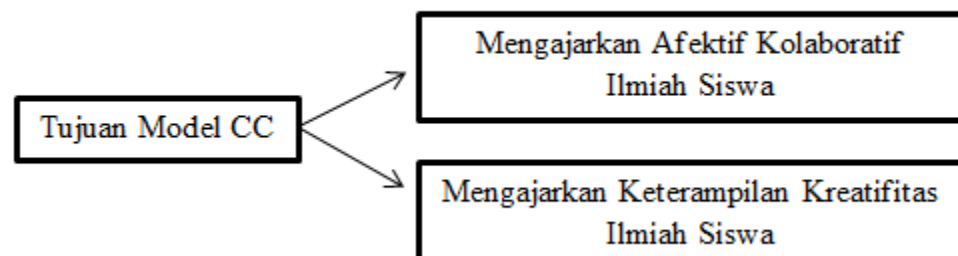 Mengajarkan Afektif Kolaboratif
Ilmiah Siswa
Tujuan Model CC
Mengajarkan Keterampilan Kreatifitas
Ilmiah Siswa